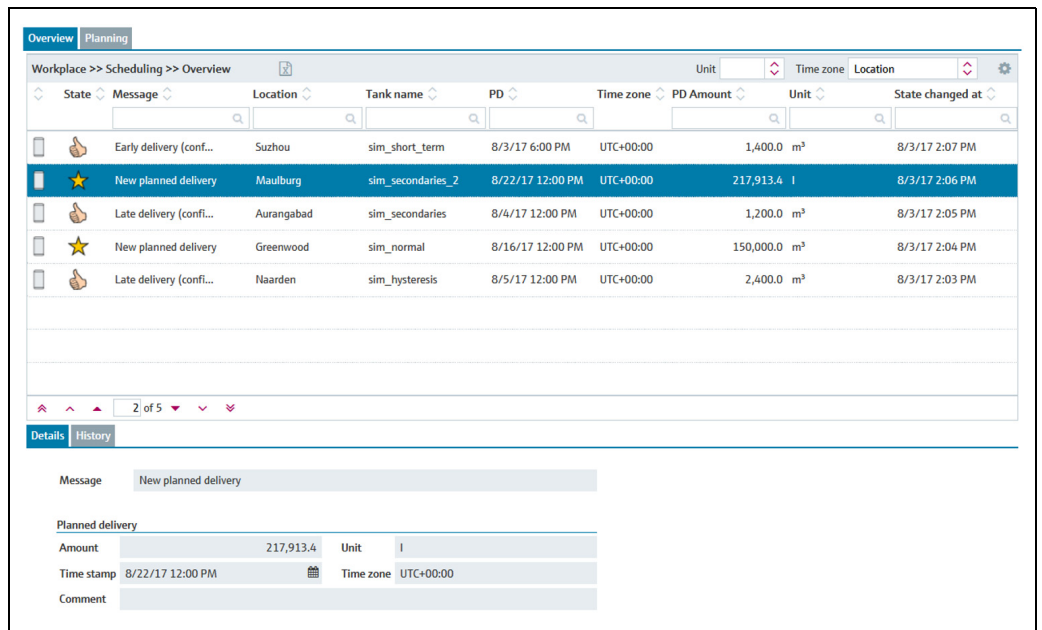 Overview Planning
Workplace >> Scheduling >> Overview Unit Time zone Location
State Message Location Tank name PD Time zone PD Amount Unit State changed at
Early delivery (conf... Suzhou sim_short_term 8/3/17 6:00 PM UTC+00:00 1,400.0 m³ 8/3/17 2:07 PM
New planned delivery Maulburg sim_secondaries_2 8/22/17 12:00 PM UTC+00:00 217,913.4 l 8/3/17 2:06 PM
Late delivery (confi... Aurangabad sim_secondaries 8/4/17 12:00 PM UTC+00:00 1,200.0 m³ 8/3/17 2:05 PM
New planned delivery Greenwood sim_normal 8/16/17 12:00 PM UTC+00:00 150,000.0 m³ 8/3/17 2:04 PM
Late delivery (confi... Naarden sim_hysteresis 8/5/17 12:00 PM UTC+00:00 2,400.0 m³ 8/3/17 2:03 PM
2 of 5
Details History
Message New planned delivery
Planned delivery
Amount 217,913.4 Unit l
Time stamp 8/22/17 12:00 PM Time zone UTC+00:00
Comment